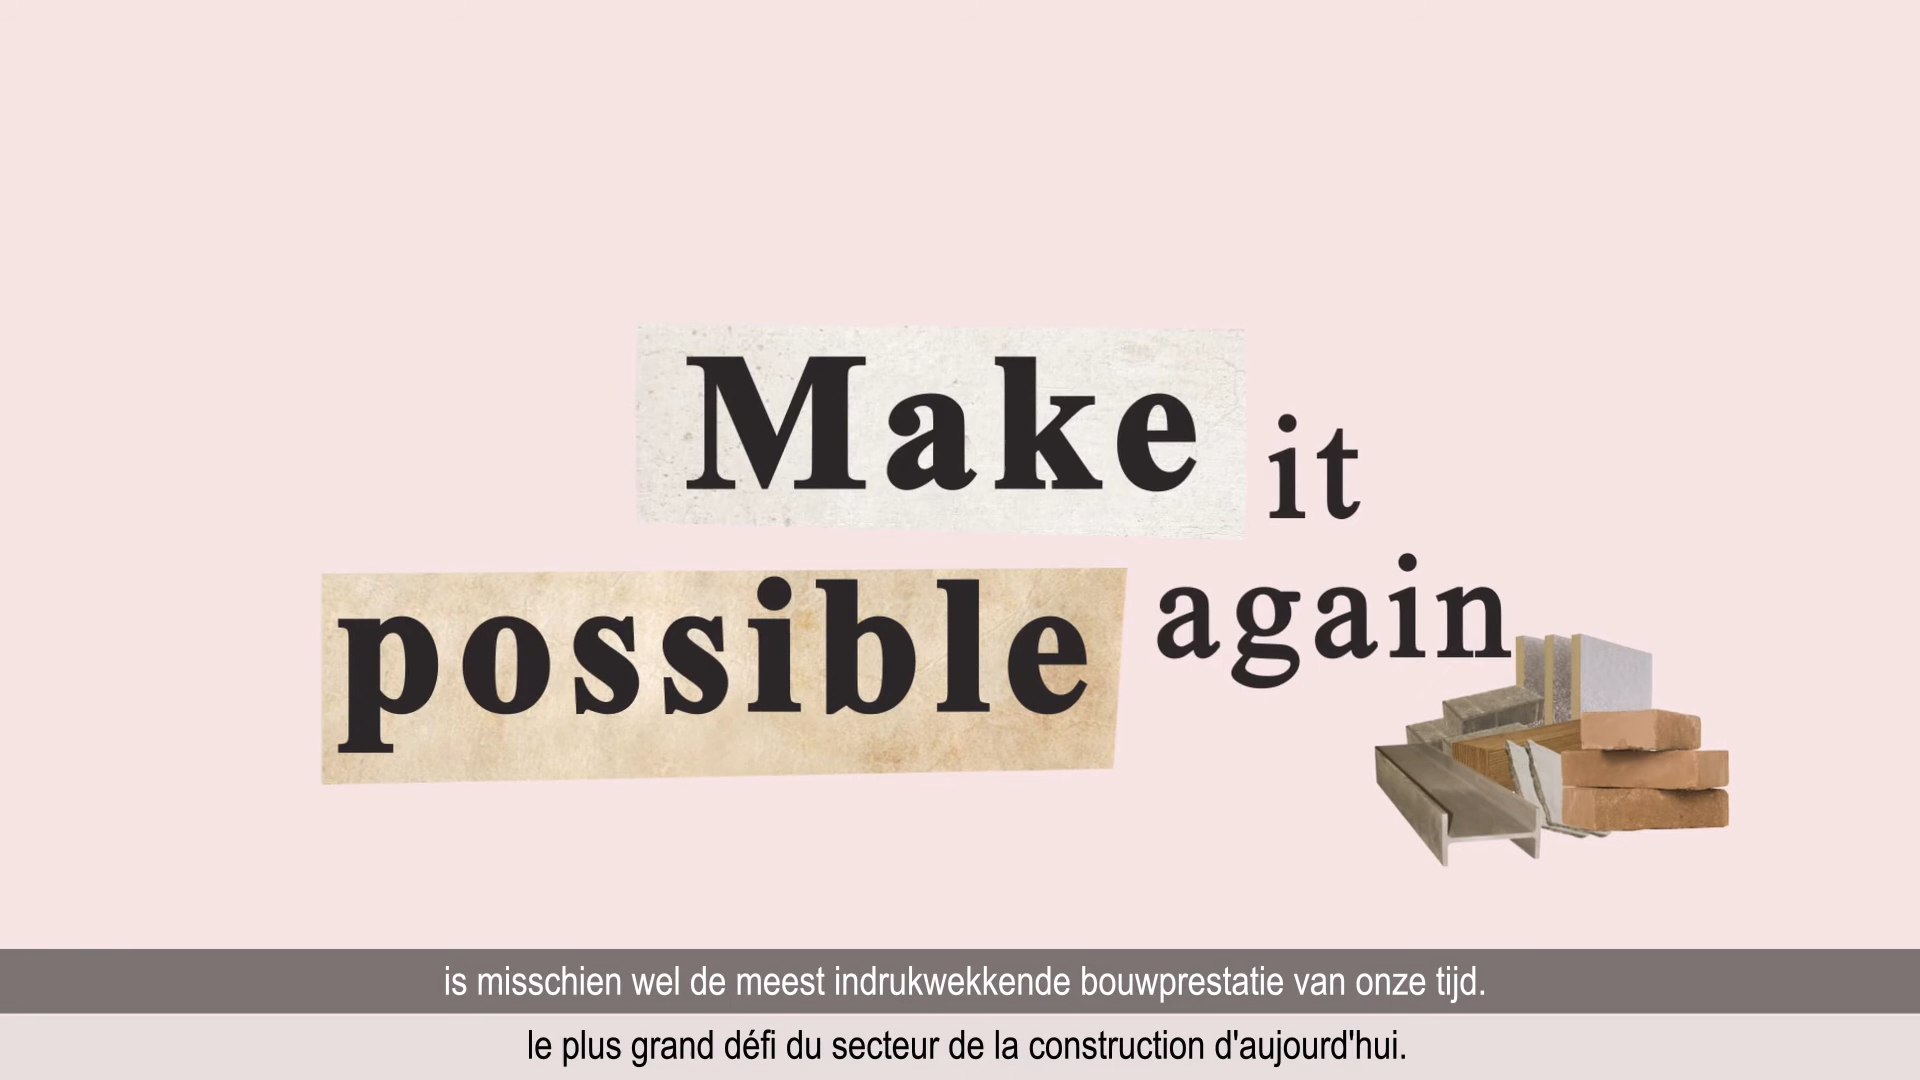 Make it
possible again
is misschien wel de meest indrukwekkende bouwprestatie van onze tijd.
le plus grand défi du secteur de la construction d'aujourd'hui.